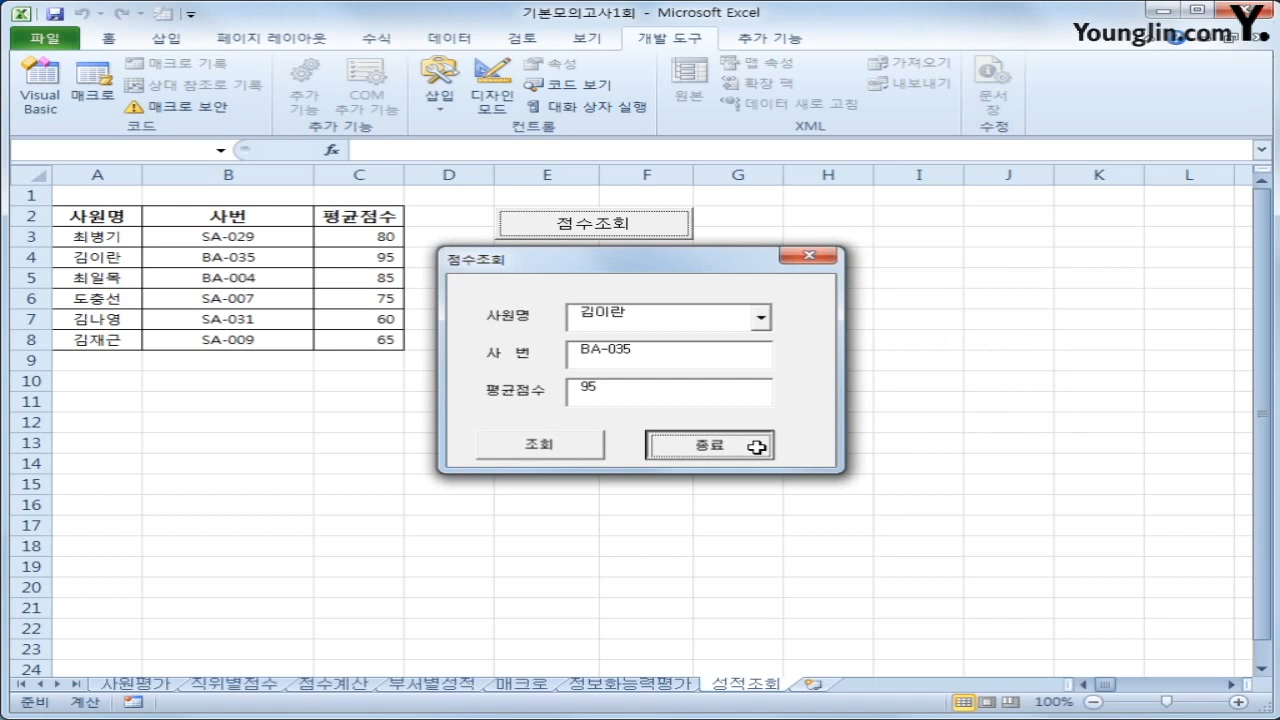 기본모의고사1회 - Microsoft Excel
Younglin.com Y.
파일 홈 삽입 페이지 레이아웃 수식 데이터 검토 보기 개발 도구 추가 기능
Visual Basic
매크로
매크로 기록
상대 참조로 기록
매크로 보안
코드
추가 기능
COM 추가 기능
추가 기능
삽입
디자인 모드
속성
코드 보기
대화 상자 실행
컨트롤
원본
맵 속성
확장 팩
데이터 새로 고침
가져오기
내보내기
XML
문서 창
수정
fx
A B C D E F G H I J K L
1
2 사원명 사번 평균점수 점수조회
3 최병기 SA-029 80
4 김이란 BA-035 95
5 최일목 BA-004 85
6 도충선 SA-007 75
7 김나영 SA-031 60
8 김재근 SA-009 65
9
10
11
12
13
14
15
16
17
18
19
20
21
22
23
24
점수조회
사원명 김이란
사 번 BA-035
평균점수 95
조회 종료
사원평가 직위별점수 점수계산 부서별성적 매크로 정보화능력평가 성적조회
준비 계산 100%